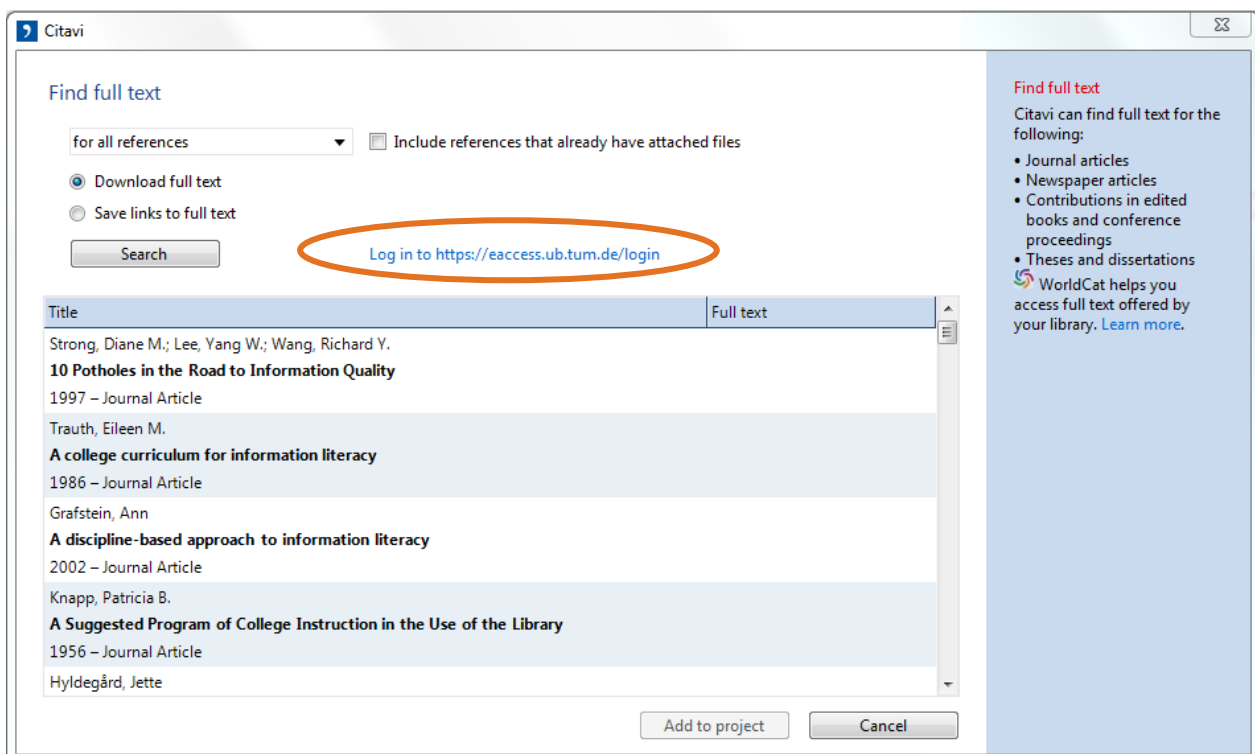 Citavi
Find full text
for all references
Include references that already have attached files
Download full text
Save links to full text
Search
Log in to https://eaccess.ub.tum.de/login
Title
Full text
Strong, Diane M.; Lee, Yang W.; Wang, Richard Y.
10 Potholes in the Road to Information Quality
1997 – Journal Article
Trauth, Eileen M.
A college curriculum for information literacy
1986 – Journal Article
Grafstein, Ann
A discipline-based approach to information literacy
2002 – Journal Article
Knapp, Patricia B.
A Suggested Program of College Instruction in the Use of the Library
1956 – Journal Article
Hyldegård, Jette
Add to project
Cancel
Find full text
Citavi can find full text for the
following:
• Journal articles
• Newspaper articles
• Contributions in edited
books and conference
proceedings
• Theses and dissertations
WorldCat helps you
access full text offered by
your library. Learn more.